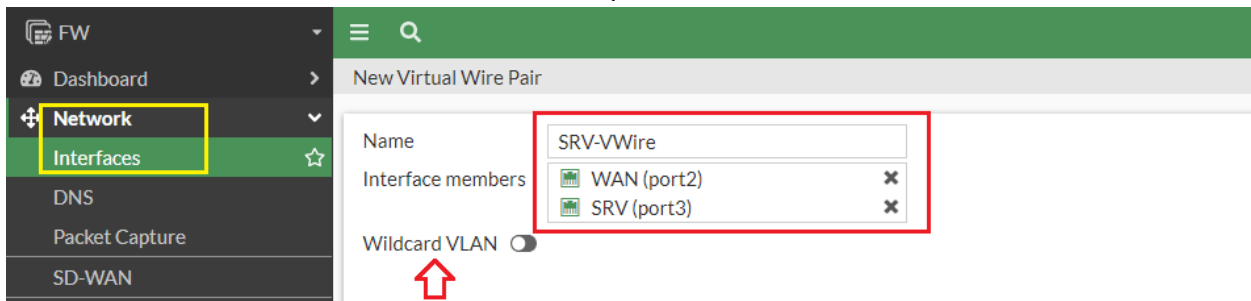 FW
Dashboard
New Virtual Wire Pair
Network
Name
SRV-VWire
Interfaces
Interface members
WAN (port2)
SRV (port3)
DNS
Packet Capture
Wildcard VLAN
SD-WAN